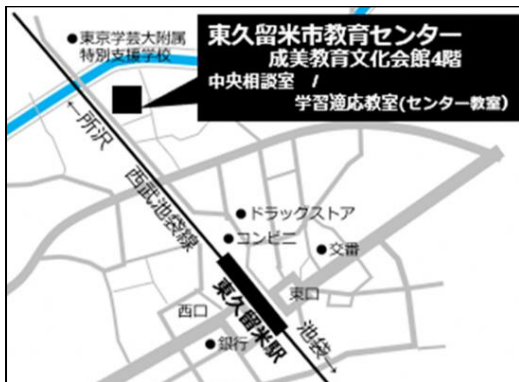 東京学芸大附属
特別支援学校
東久留米市教育センター
成美教育文化会館4階
中央相談室 /
学習適応教室(センター教室)
←所沢
西武池袋線
ドラッグストア
コンビニ
交番
東口
東久留米駅
西口
銀行
池袋→